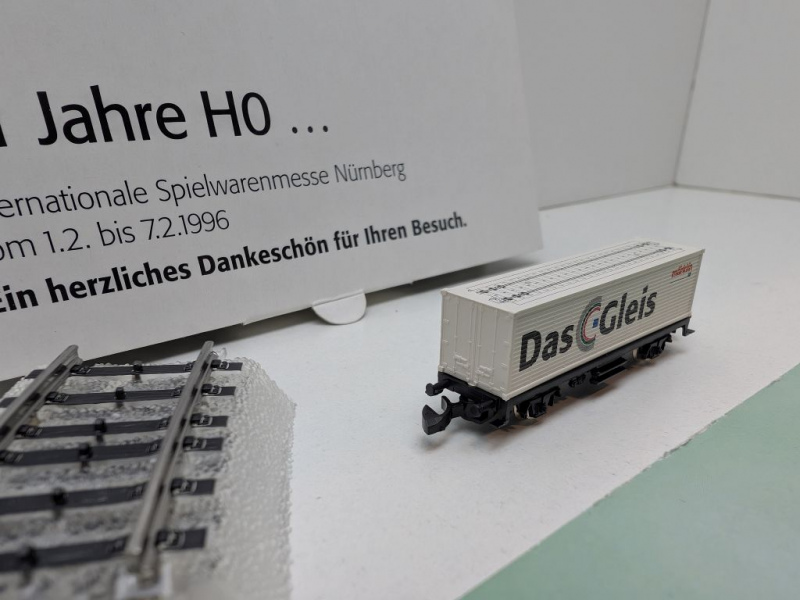 Jahre H0 ...
ernationale Spielwarenmesse Nürnberg
om 1.2. bis 7.2.1996
Ein herzliches Dankeschön für Ihren Besuch.
Das C-Gleis
märklin